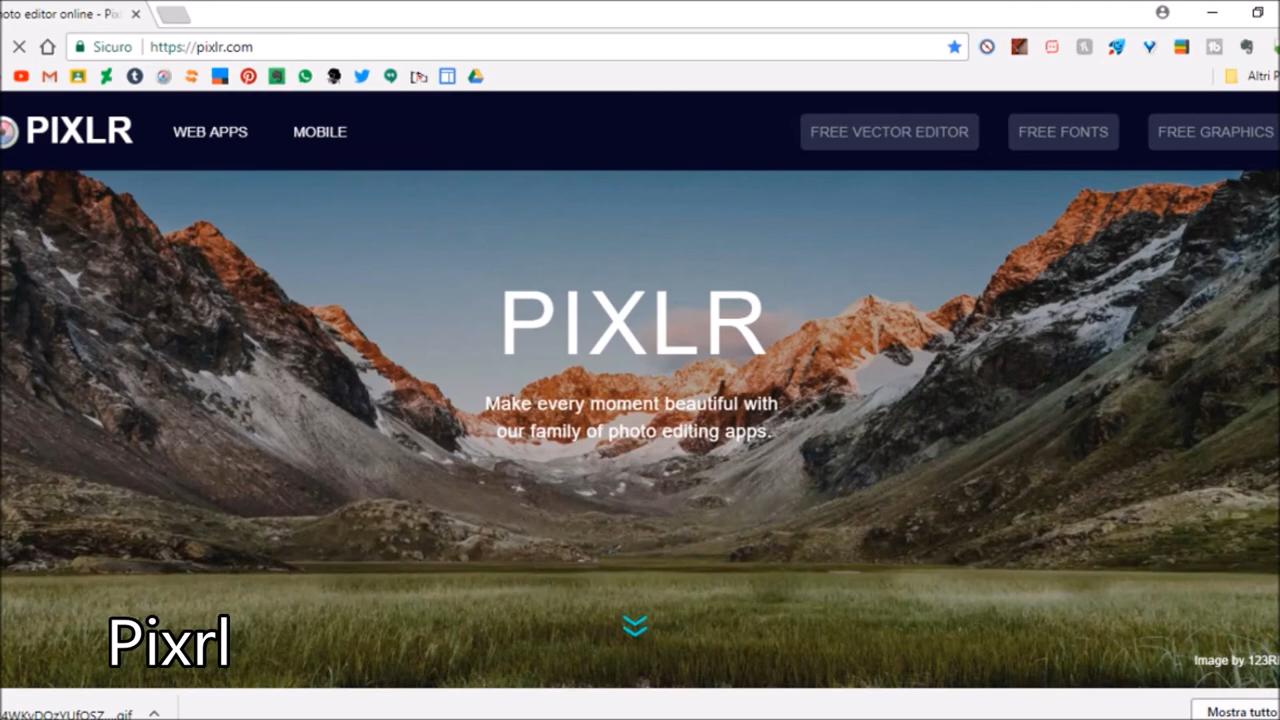 oto editor online - Pix
Sicuro
https://pixlr.com
Altri P
PIXLR
WEB APPS
MOBILE
FREE VECTOR EDITOR
FREE FONTS
FREE GRAPHICS
PIXLR
Make every moment beautiful with
our family of photo editing apps.
Pixrl
Image by 123R
4WKyDOzYUfOSZ....gif
Mostra tutto